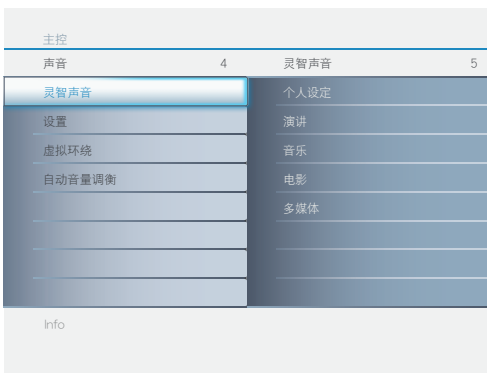 主控
声音 4 灵智声音 5
灵智声音 个人设定
设置 演讲
虚拟环绕 音乐
自动音量调衡 电影
多媒体
Info